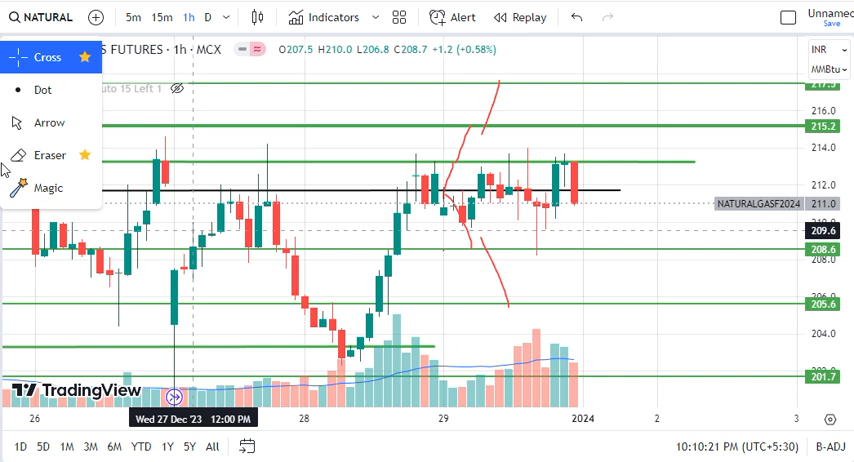 NATURAL 5m 15m 1h D Indicators Alert Replay Unnamed
Save
Cross
S FUTURES · 1h · MCX O207.5 H210.0 L206.8 C208.7 +1.2 (+0.58%)
INR
MMBtu
uto 15 Left 1
217.5
Dot
216.0
Arrow
215.2
Eraser
214.0
Magic
212.0
NATURALGASF2024 211.0
210.0
209.6
208.6
208.0
205.6
204.0
201.7
TradingView
26 Wed 27 Dec '23 12:00 PM 28 29 2024 2 3
1D 5D 1M 3M 6M YTD 1Y 5Y All 10:10:21 PM (UTC+5:30) B-ADJ